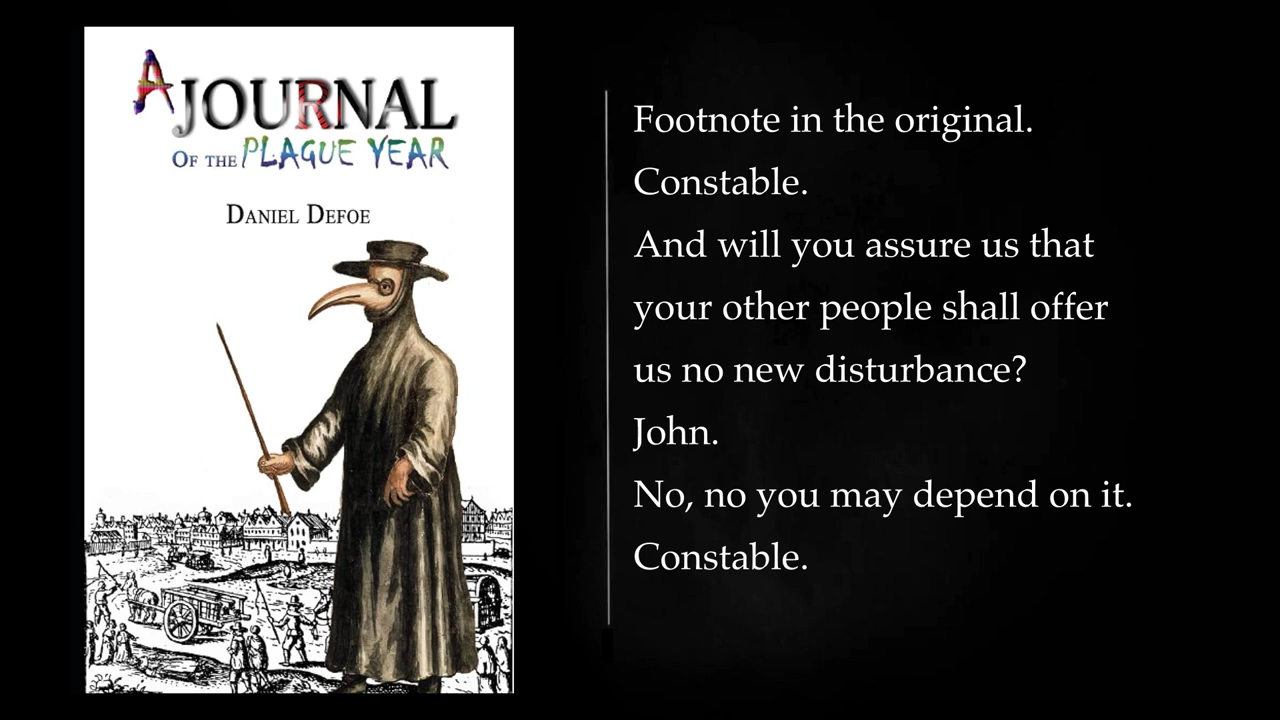 A JOURNAL
OF THE PLAGUE YEAR
DANIEL DEFOE
Footnote in the original.
Constable.
And will you assure us that
your other people shall offer
us no new disturbance?
John.
No, no you may depend on it.
Constable.